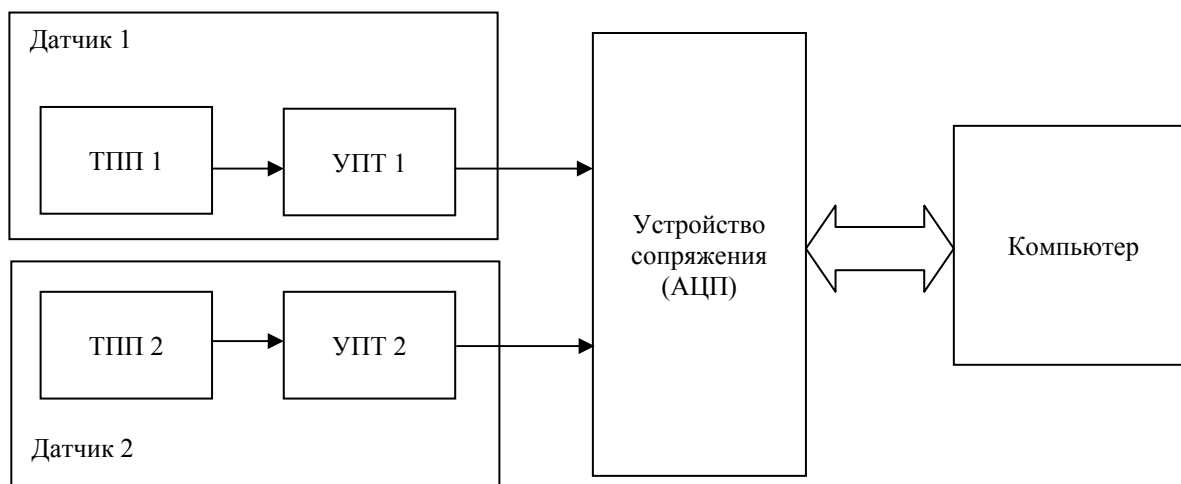 Датчик 1
ТПП 1
УПТ 1
Устройство
сопряжения
(АЦП)
Компьютер
ТПП 2
УПТ 2
Датчик 2